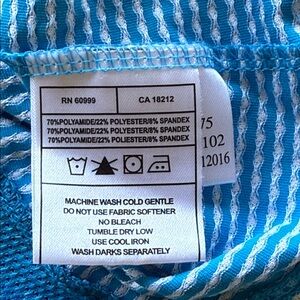 RN 60999
CA 18212
70%POLYAMIDE/22% POLYESTER/8% SPANDEX
70%POLYAMIDE/22% POLYESTER/8% SPANDEX
70%POLYAMIDE/22% POLYESTER/8% SPANDEX
75
102
12016
MACHINE WASH COLD GENTLE
DO NOT USE FABRIC SOFTENER
NO BLEACH
TUMBLE DRY LOW
USE COOL IRON
WASH DARKS SEPARATELY